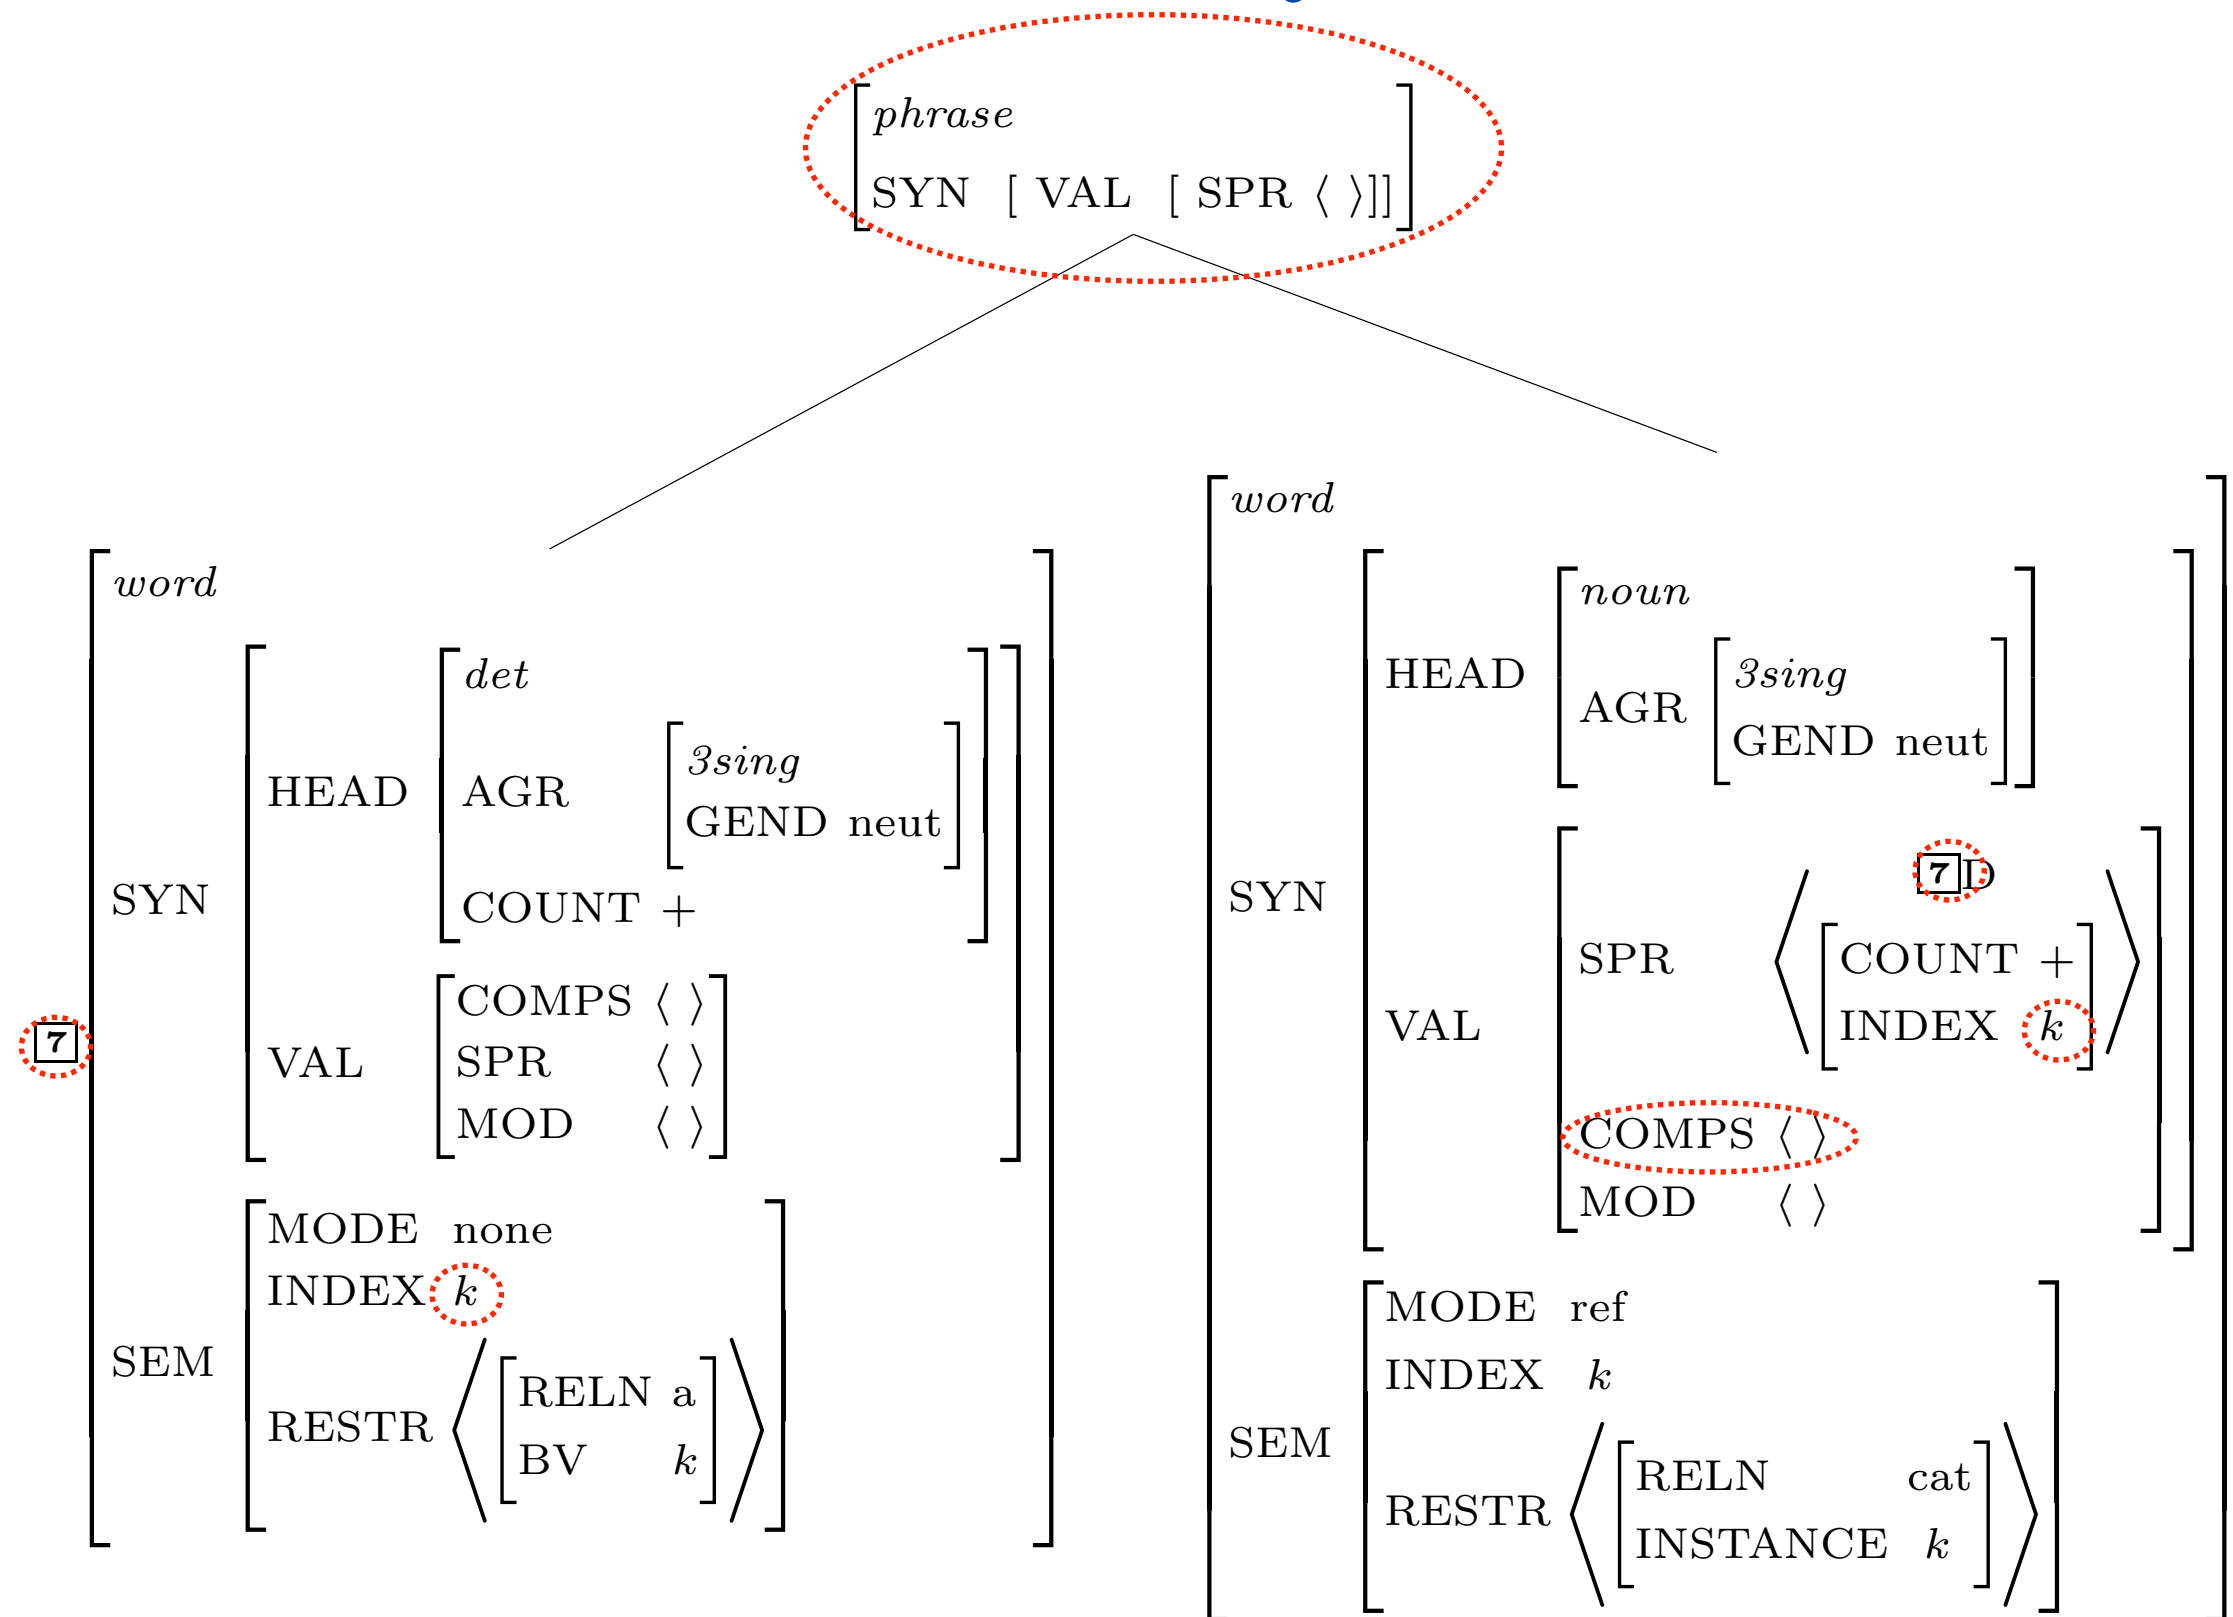 phrase
SYN [ VAL [ SPR ⟨ ⟩]]
word
SYN
HEAD
det
AGR
3sing
GEND neut
COUNT +
VAL
COMPS ⟨ ⟩
SPR ⟨ ⟩
MOD ⟨ ⟩
7
SEM
MODE none
INDEX k
RESTR
RELN a
BV k
word
SYN
HEAD
noun
AGR
3sing
GEND neut
VAL
SPR
7 D
COUNT +
INDEX k
COMPS ⟨ ⟩
MOD ⟨ ⟩
SEM
MODE ref
INDEX k
RESTR
RELN cat
INSTANCE k